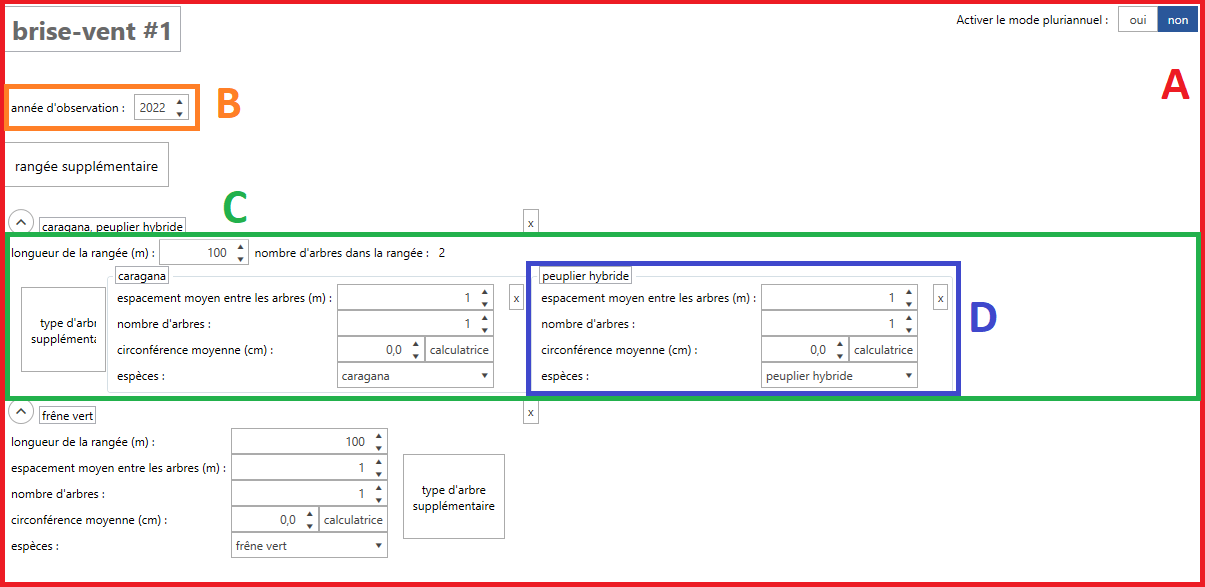 brise-vent #1
Activer le mode pluriannuel : oui non
A
année d'observation : 2022
B
rangée supplémentaire
C
caragana, peuplier hybride x
longueur de la rangée (m) : 100 nombre d'arbres dans la rangée : 2
type d'arbr
supplémenta
caragana
espacement moyen entre les arbres (m) : 1 x
nombre d'arbres : 1
circonférence moyenne (cm) : 0,0 calculatrice
espèces : caragana
peuplier hybride
espacement moyen entre les arbres (m) : 1 x
nombre d'arbres : 1
circonférence moyenne (cm) : 0,0 calculatrice
espèces : peuplier hybride
D
frêne vert x
longueur de la rangée (m) : 100
espacement moyen entre les arbres (m) : 1
nombre d'arbres : 1
circonférence moyenne (cm) : 0,0 calculatrice
espèces : frêne vert
type d'arbre
supplémentaire